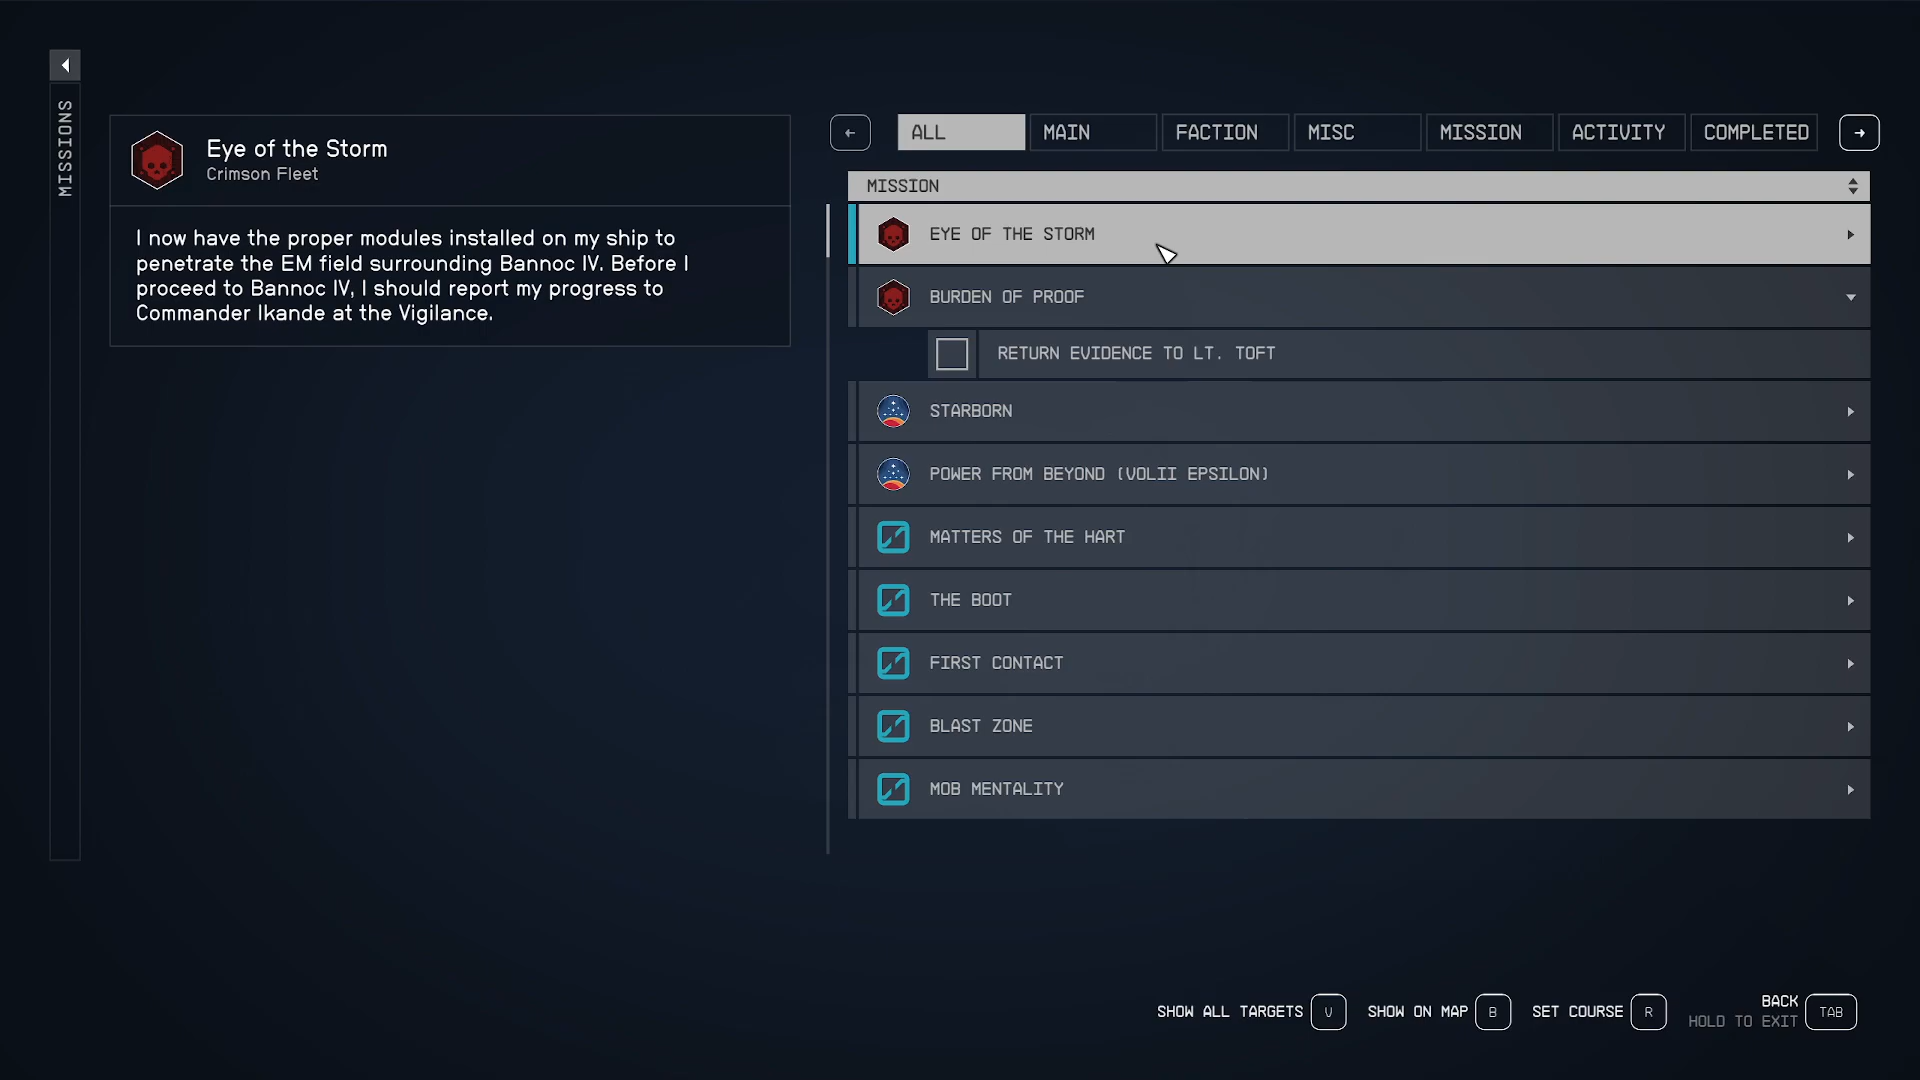 MISSIONS
Eye of the Storm
Crimson Fleet
I now have the proper modules installed on my ship to
penetrate the EM field surrounding Bannoc IV. Before I
proceed to Bannoc IV, I should report my progress to
Commander Ikande at the Vigilance.
ALL MAIN FACTION MISC MISSION ACTIVITY COMPLETED
MISSION
EYE OF THE STORM
BURDEN OF PROOF
RETURN EVIDENCE TO LT. TOFT
STARBORN
POWER FROM BEYOND (VOLII EPSILON)
MATTERS OF THE HART
THE BOOT
FIRST CONTACT
BLAST ZONE
MOB MENTALITY
SHOW ALL TARGETS V SHOW ON MAP B SET COURSE R BACK TAB
HOLD TO EXIT